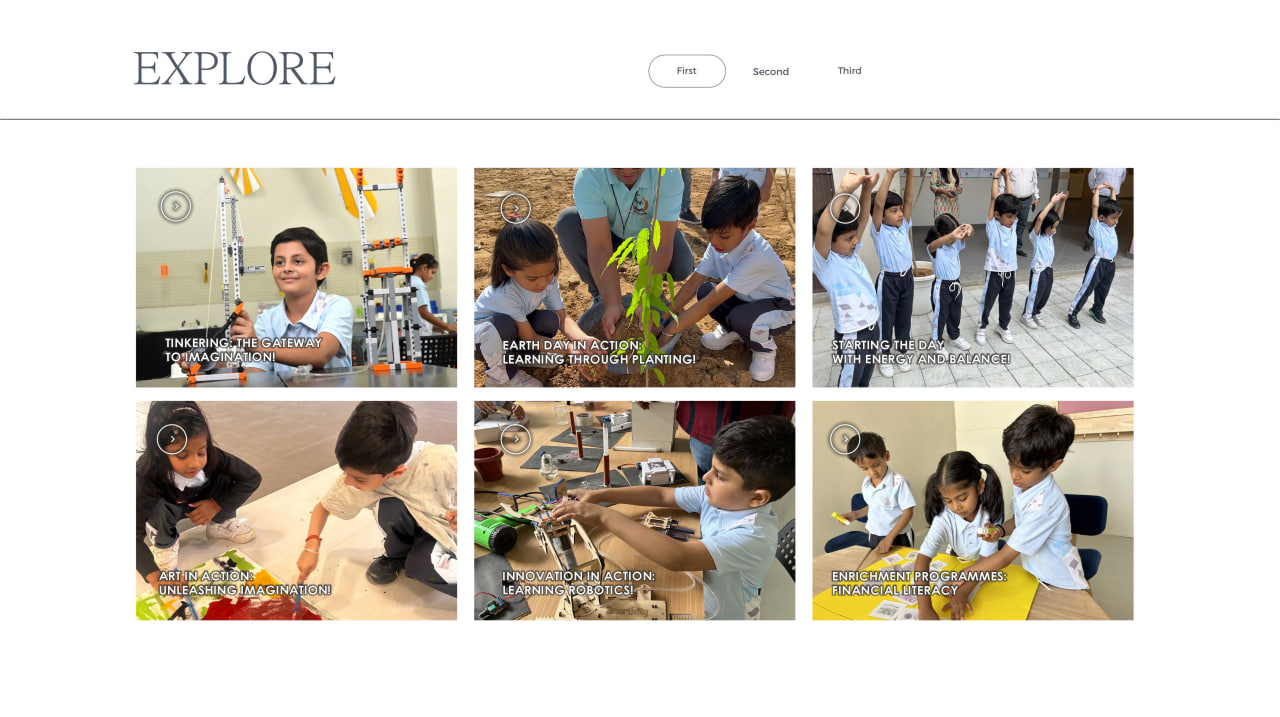 EXPLORE
First
Second
Third
TINKERING: THE GATEWAY
TO IMAGINATION!
EARTH DAY IN ACTION:
LEARNING THROUGH PLANTING!
STARTING THE DAY
WITH ENERGY AND BALANCE!
ART IN ACTION:
UNLEASHING IMAGINATION!
INNOVATION IN ACTION:
LEARNING ROBOTICS!
ENRICHMENT PROGRAMMES:
FINANCIAL LITERACY